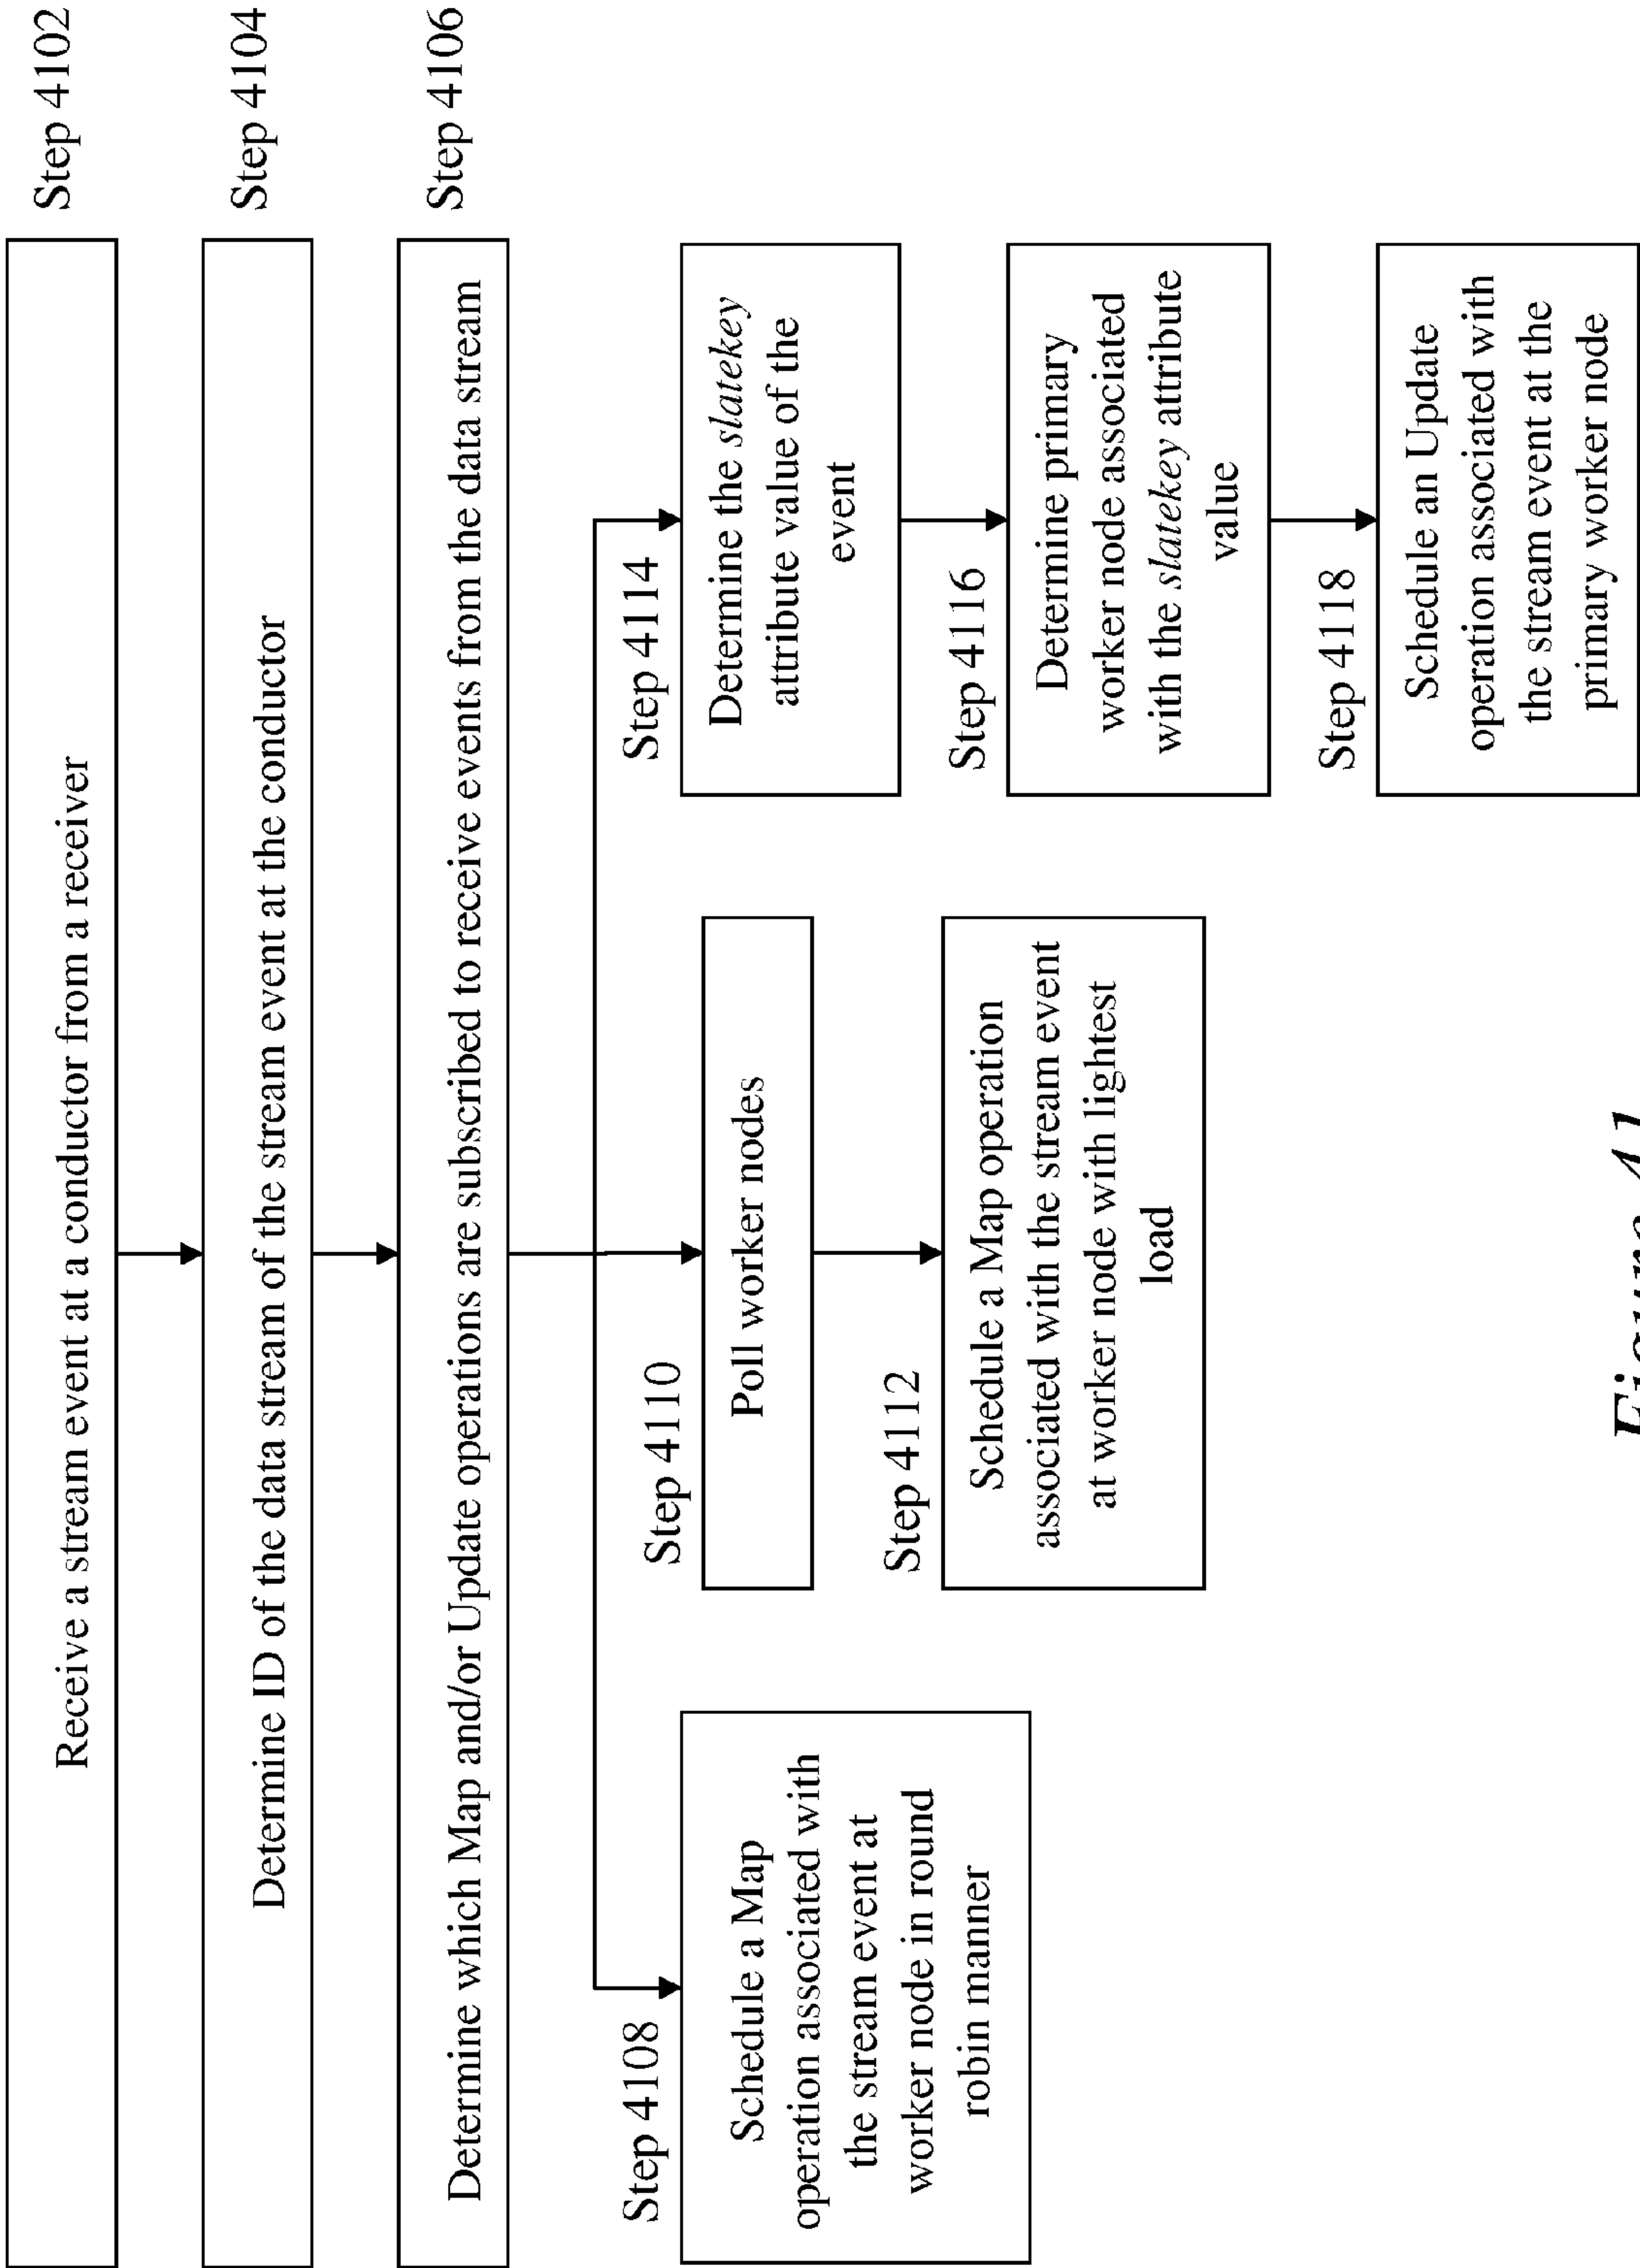 Receive a stream event at a conductor from a receiver
Step 4102
Determine ID of the data stream of the stream event at the conductor
Step 4104
Determine which Map and/or Update operations are subscribed to receive events from the data stream
Step 4106
Step 4108
Schedule a Map
operation associated with
the stream event at
worker node in round
robin manner
Step 4110
Poll worker nodes
Step 4112
Schedule a Map operation
associated with the stream event
at worker node with lightest
load
Step 4114
Determine the slatekey
attribute value of the
event
Step 4116
Determine primary
worker node associated
with the slatekey attribute
value
Step 4118
Schedule an Update
operation associated with
the stream event at the
primary worker node
Figure 41